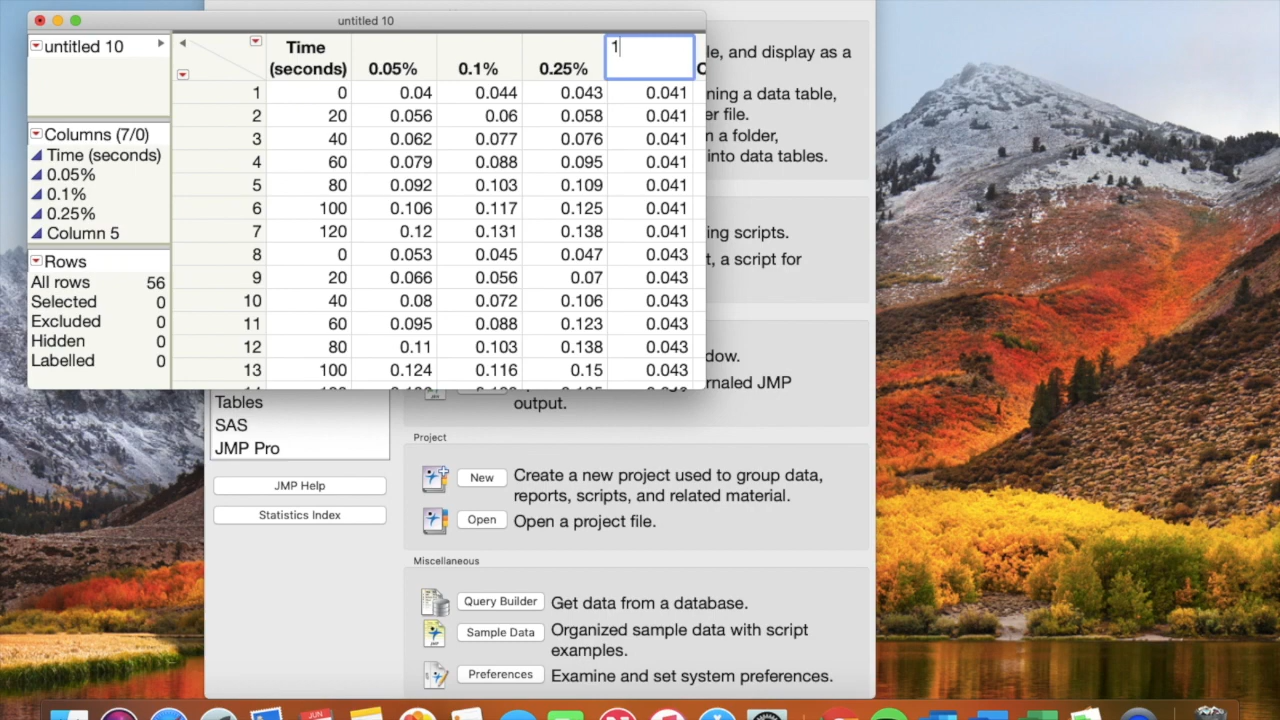 untitled 10
untitled 10
Columns (7/0)
Time (seconds)
0.05%
0.1%
0.25%
Column 5
Rows
All rows 56
Selected 0
Excluded 0
Hidden 0
Labelled 0
Time (seconds) 0.05% 0.1% 0.25% 1 C
1 0 0.04 0.044 0.043 0.041
2 20 0.056 0.06 0.058 0.041
3 40 0.062 0.077 0.076 0.041
4 60 0.079 0.088 0.095 0.041
5 80 0.092 0.103 0.109 0.041
6 100 0.106 0.117 0.125 0.041
7 120 0.12 0.131 0.138 0.041
8 0 0.053 0.045 0.047 0.043
9 20 0.066 0.056 0.07 0.043
10 40 0.08 0.072 0.106 0.043
11 60 0.095 0.088 0.123 0.043
12 80 0.11 0.103 0.138 0.043
13 100 0.124 0.116 0.15 0.043
le, and display as a
ning a data table,
er file.
m a folder,
into data tables.
ing scripts.
t, a script for
dow.
rnaled JMP
output.
Tables
SAS
JMP Pro
JMP Help
Statistics Index
Project
New Create a new project used to group data,
reports, scripts, and related material.
Open Open a project file.
Miscellaneous
Query Builder Get data from a database.
Sample Data Organized sample data with script
examples.
Preferences Examine and set system preferences.
JUN